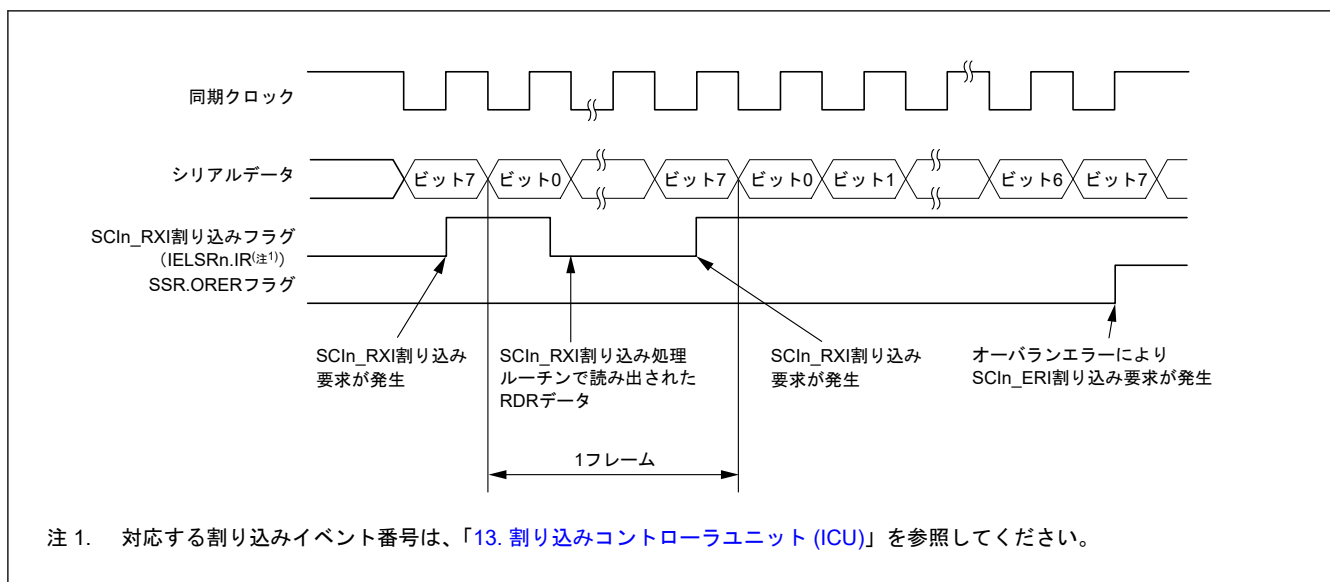 同期クロック
シリアルデータ
ビット7
ビット0
ビット7
ビット0
ビット1
ビット6
ビット7
SCIn_RXI割り込みフラグ
（IELSRn.IR(注1)）
SSR.ORERフラグ
SCIn_RXI割り込み
要求が発生
SCIn_RXI割り込み処理
ルーチンで読み出された
RDRデータ
SCIn_RXI割り込み
要求が発生
オーバランエラーにより
SCIn_ERI割り込み要求が発生
1フレーム
注 1. 対応する割り込みイベント番号は、「13. 割り込みコントローラユニット (ICU)」を参照してください。